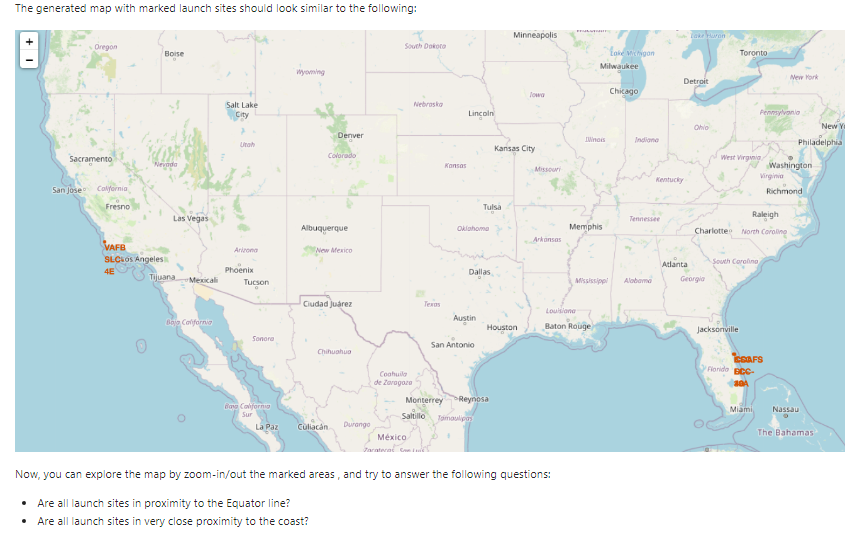 The generated map with marked launch sites should look similar to the following:
+
-
Oregon
Boise
Wyoming
South Dakota
Minneapolis
Lake Michigan
Milwaukee
Lake Huron
Toronto
Detroit
Chicago
New York
Salt Lake
City
Nebraska
Iowa
Lincoln
Pennsylvania
Utah
Denver
Colorado
Illinois
Indiana
Ohio
New Y
Philadelphia
Sacramento
Nevada
Kansas
Kansas City
Missouri
West Virginia
Washington
Virginia
San Jose
California
Kentucky
Richmond
Fresno
Las Vegas
Tulsa
Oklahoma
Memphis
Tennessee
Raleigh
Charlotte
North Carolina
Albuquerque
New Mexico
Arkansas
VAFB
SLC
os Angeles
4E
Arizona
Phoenix
Tucson
Tijuana
Mexicali
Dallas
Mississippi
Alabama
Atlanta
Georgia
South Carolina
Ciudad Juárez
Texas
Louisiana
Baja California
Sonora
Austin
Houston
Baton Rouge
Jacksonville
Chihuahua
San Antonio
Florida
Coahuila
de Zaragoza
Monterrey
Reynosa
Baja California
Sur
La Paz
Culiacán
Durango
Saltillo
Tamaulipas
México
Miami
Nassau
The Bahamas
Now, you can explore the map by zoom-in/out the marked areas , and try to answer the following questions:
• Are all launch sites in proximity to the Equator line?
• Are all launch sites in very close proximity to the coast?